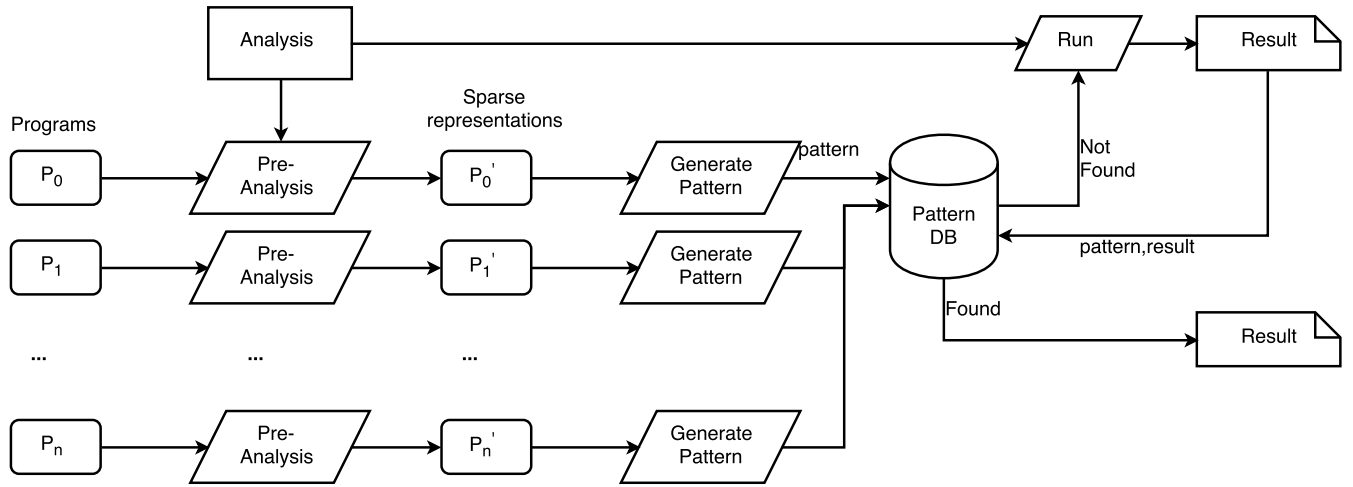 Analysis
Run
Result
Programs
Sparse
representations
P0
Pre-
Analysis
P0'
Generate
Pattern
pattern
Not
Found
Pattern
DB
P1
Pre-
Analysis
P1'
Generate
Pattern
pattern,result
Found
Result
...
...
...
Pn
Pre-
Analysis
Pn'
Generate
Pattern